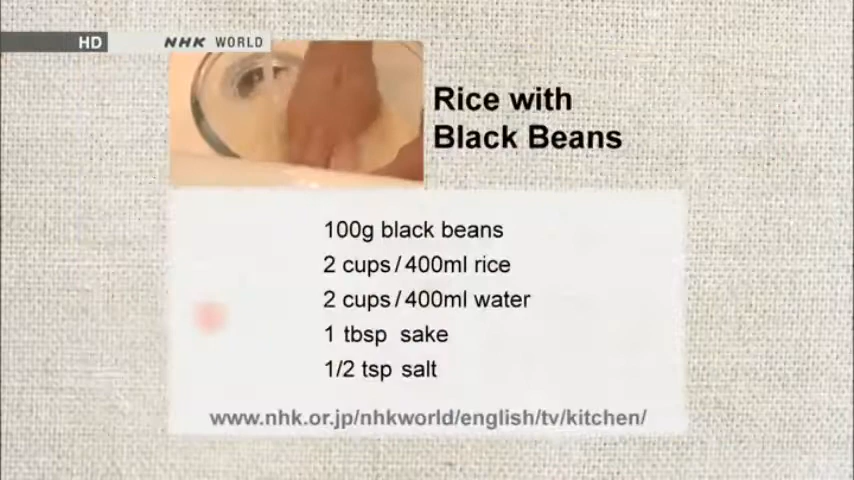 HD NHK WORLD
Rice with
Black Beans
100g black beans
2 cups/400ml rice
2 cups/400ml water
1 tbsp sake
1/2 tsp salt
www.nhk.or.jp/nhkworld/english/tv/kitchen/